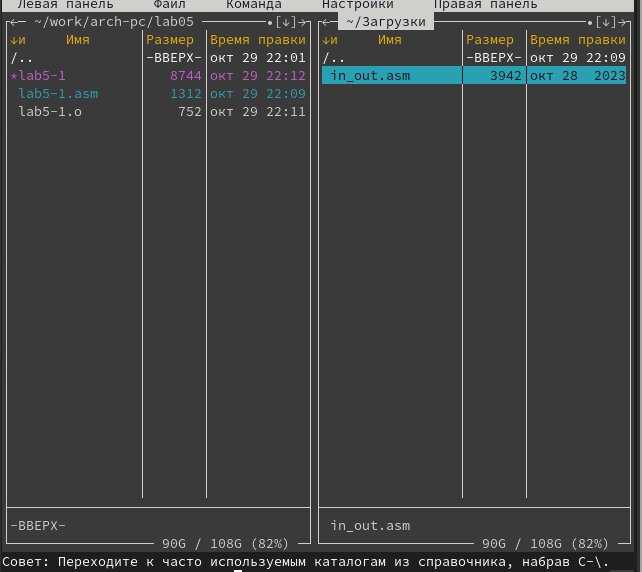 Левая панель Файл Команда Настройки Правая панель
←─ ~/work/arch-pc/lab05 ─•[↓]→ ←─ ~/Загрузки ─•[↓]→
↓и Имя Размер Время правки ↓и Имя Размер Время правки
/.. -ВВЕРХ- окт 29 22:01 /.. -ВВЕРХ- окт 29 22:09
*lab5-1 8744 окт 29 22:12 in_out.asm 3942 окт 28 2023
lab5-1.asm 1312 окт 29 22:09
lab5-1.o 752 окт 29 22:11
-ВВЕРХ- in_out.asm
90G / 108G (82%) 90G / 108G (82%)
Совет: Переходите к часто используемым каталогам из справочника, набрав C-\.